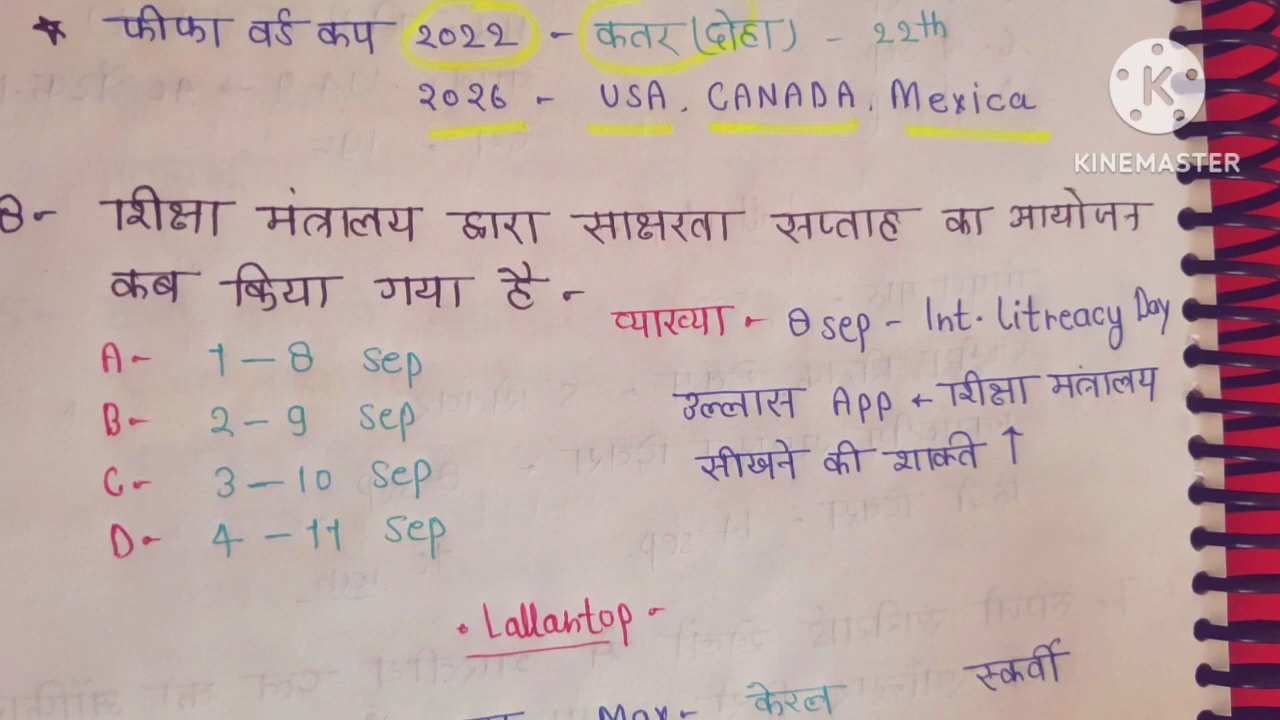 * फीफा वर्ड कप 2022 - कतर (दोहा) - 22th
2026 - USA, CANADA, Mexica
K
KINEMASTER
8- शिक्षा मंत्रालय द्वारा साक्षरता सप्ताह का आयोजन
कब किया गया है -
A- 1-8 sep
B- 2-9 sep
C- 3-10 sep
D- 4-11 sep
व्याख्या - 8 sep - Int. litreacy Day
उल्लास App ← शिक्षा मंत्रालय
सीखने की शक्ति ↑
• Lallantop -
स्कर्वी
केरल